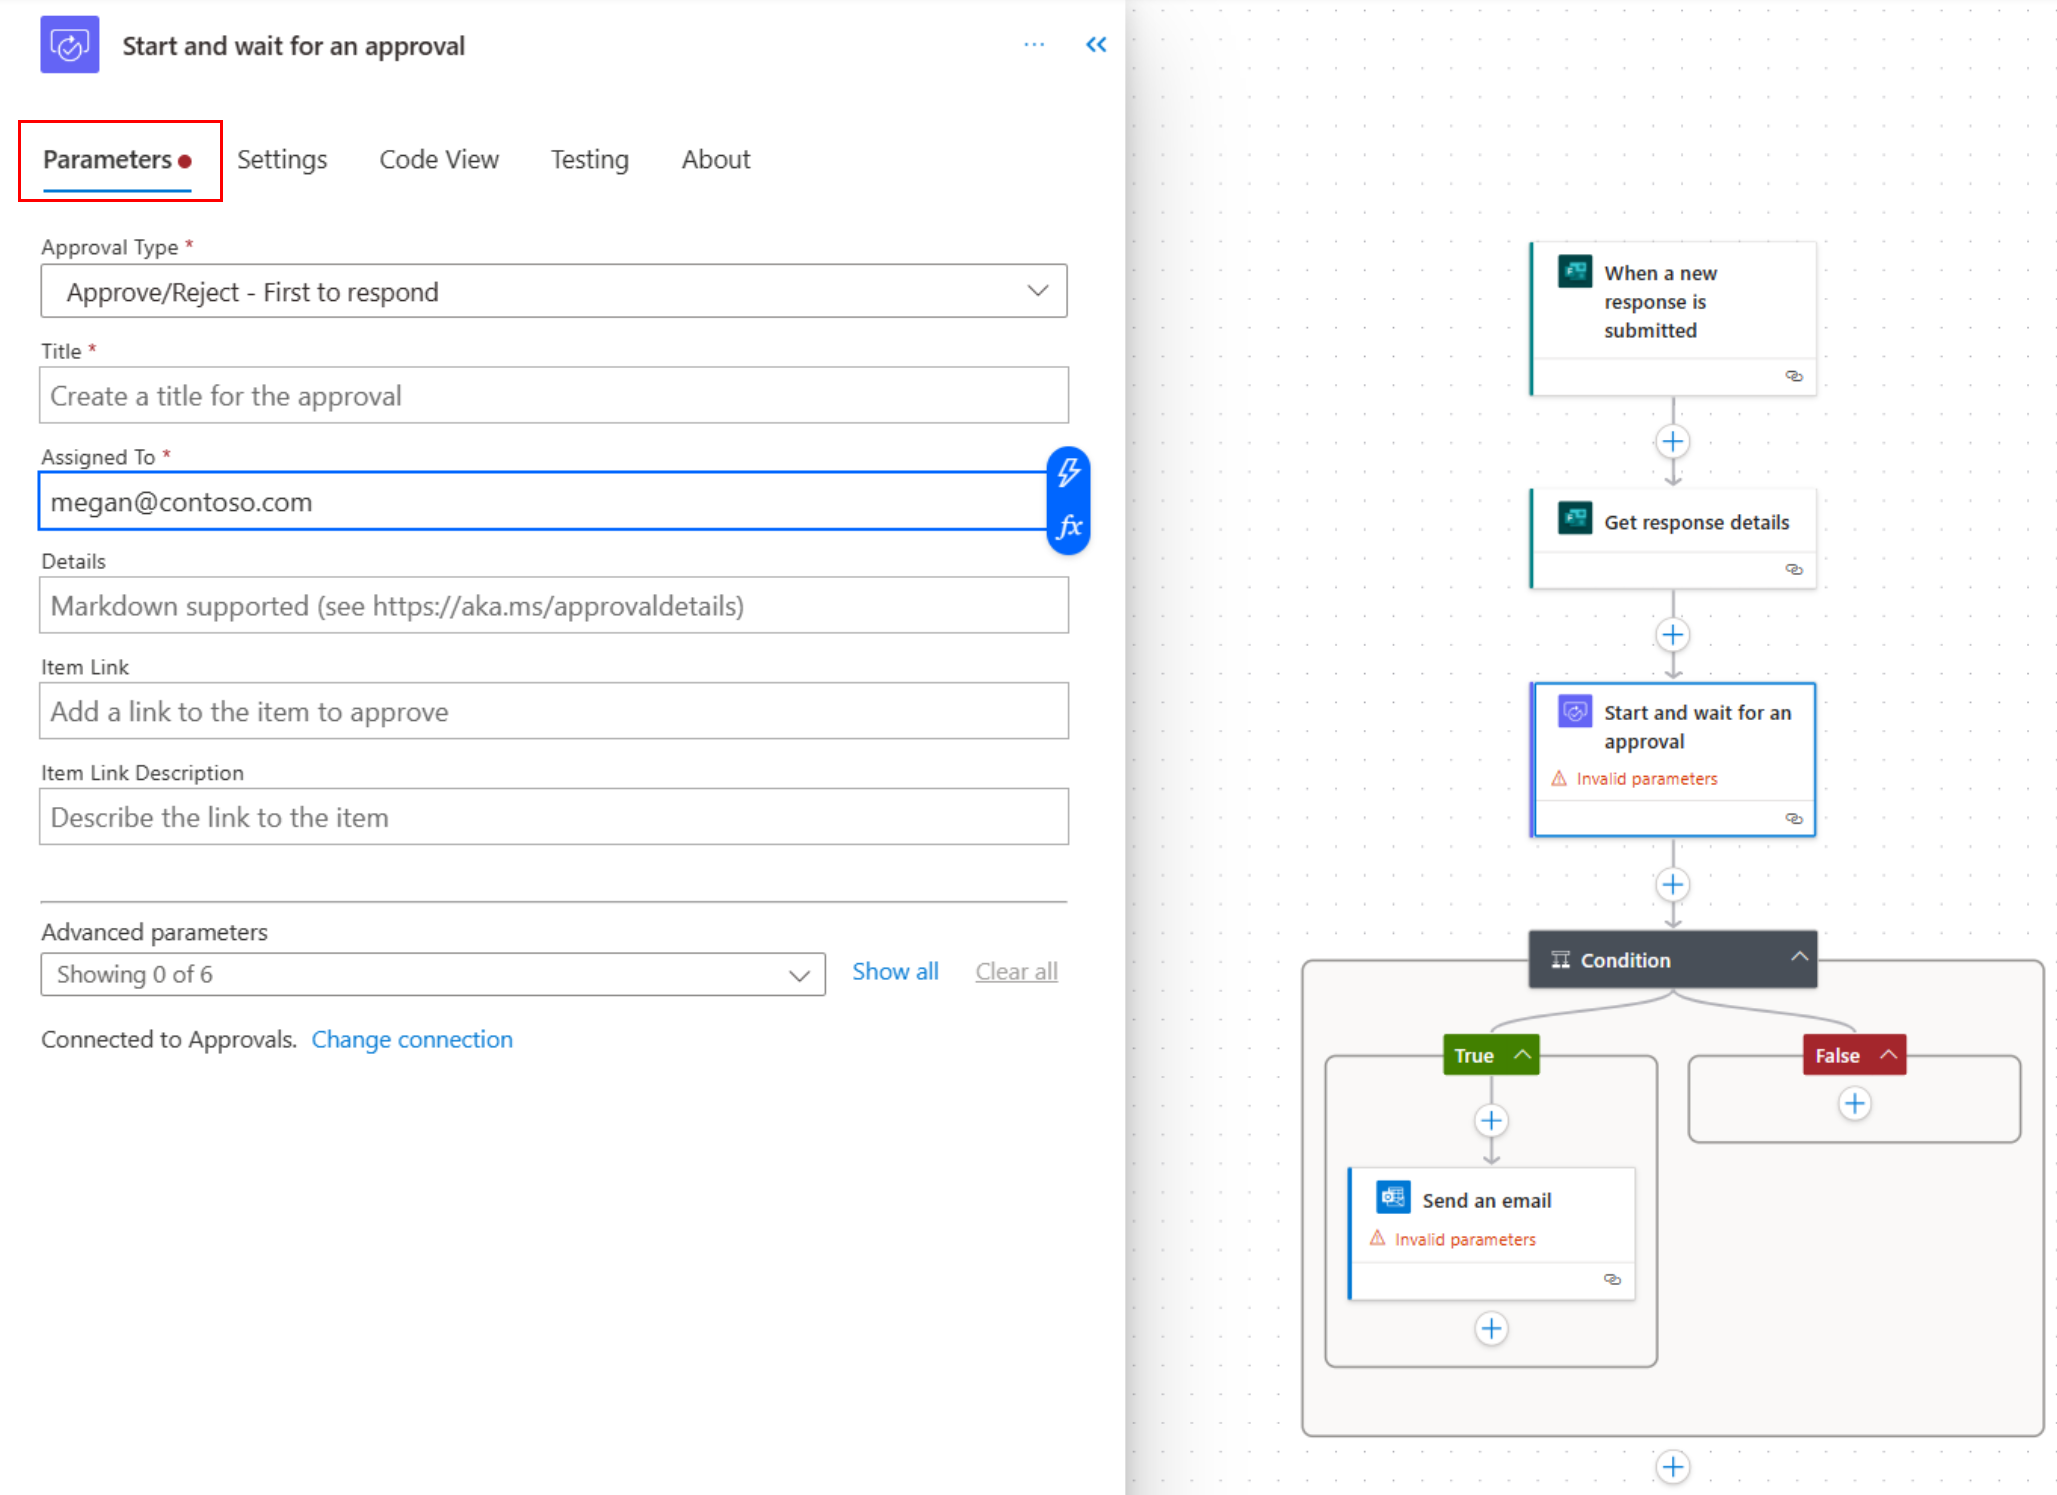 Start and wait for an approval
Parameters
Settings
Code View
Testing
About
Approval Type *
Approve/Reject - First to respond
Title *
Create a title for the approval
Assigned To *
megan@contoso.com
fx
Details
Markdown supported (see https://aka.ms/approvaldetails)
Item Link
Add a link to the item to approve
Item Link Description
Describe the link to the item
Advanced parameters
Showing 0 of 6
Show all
Clear all
Connected to Approvals. Change connection
When a new
response is
submitted
Get response details
Start and wait for an
approval
Invalid parameters
Condition
True
False
Send an email
Invalid parameters